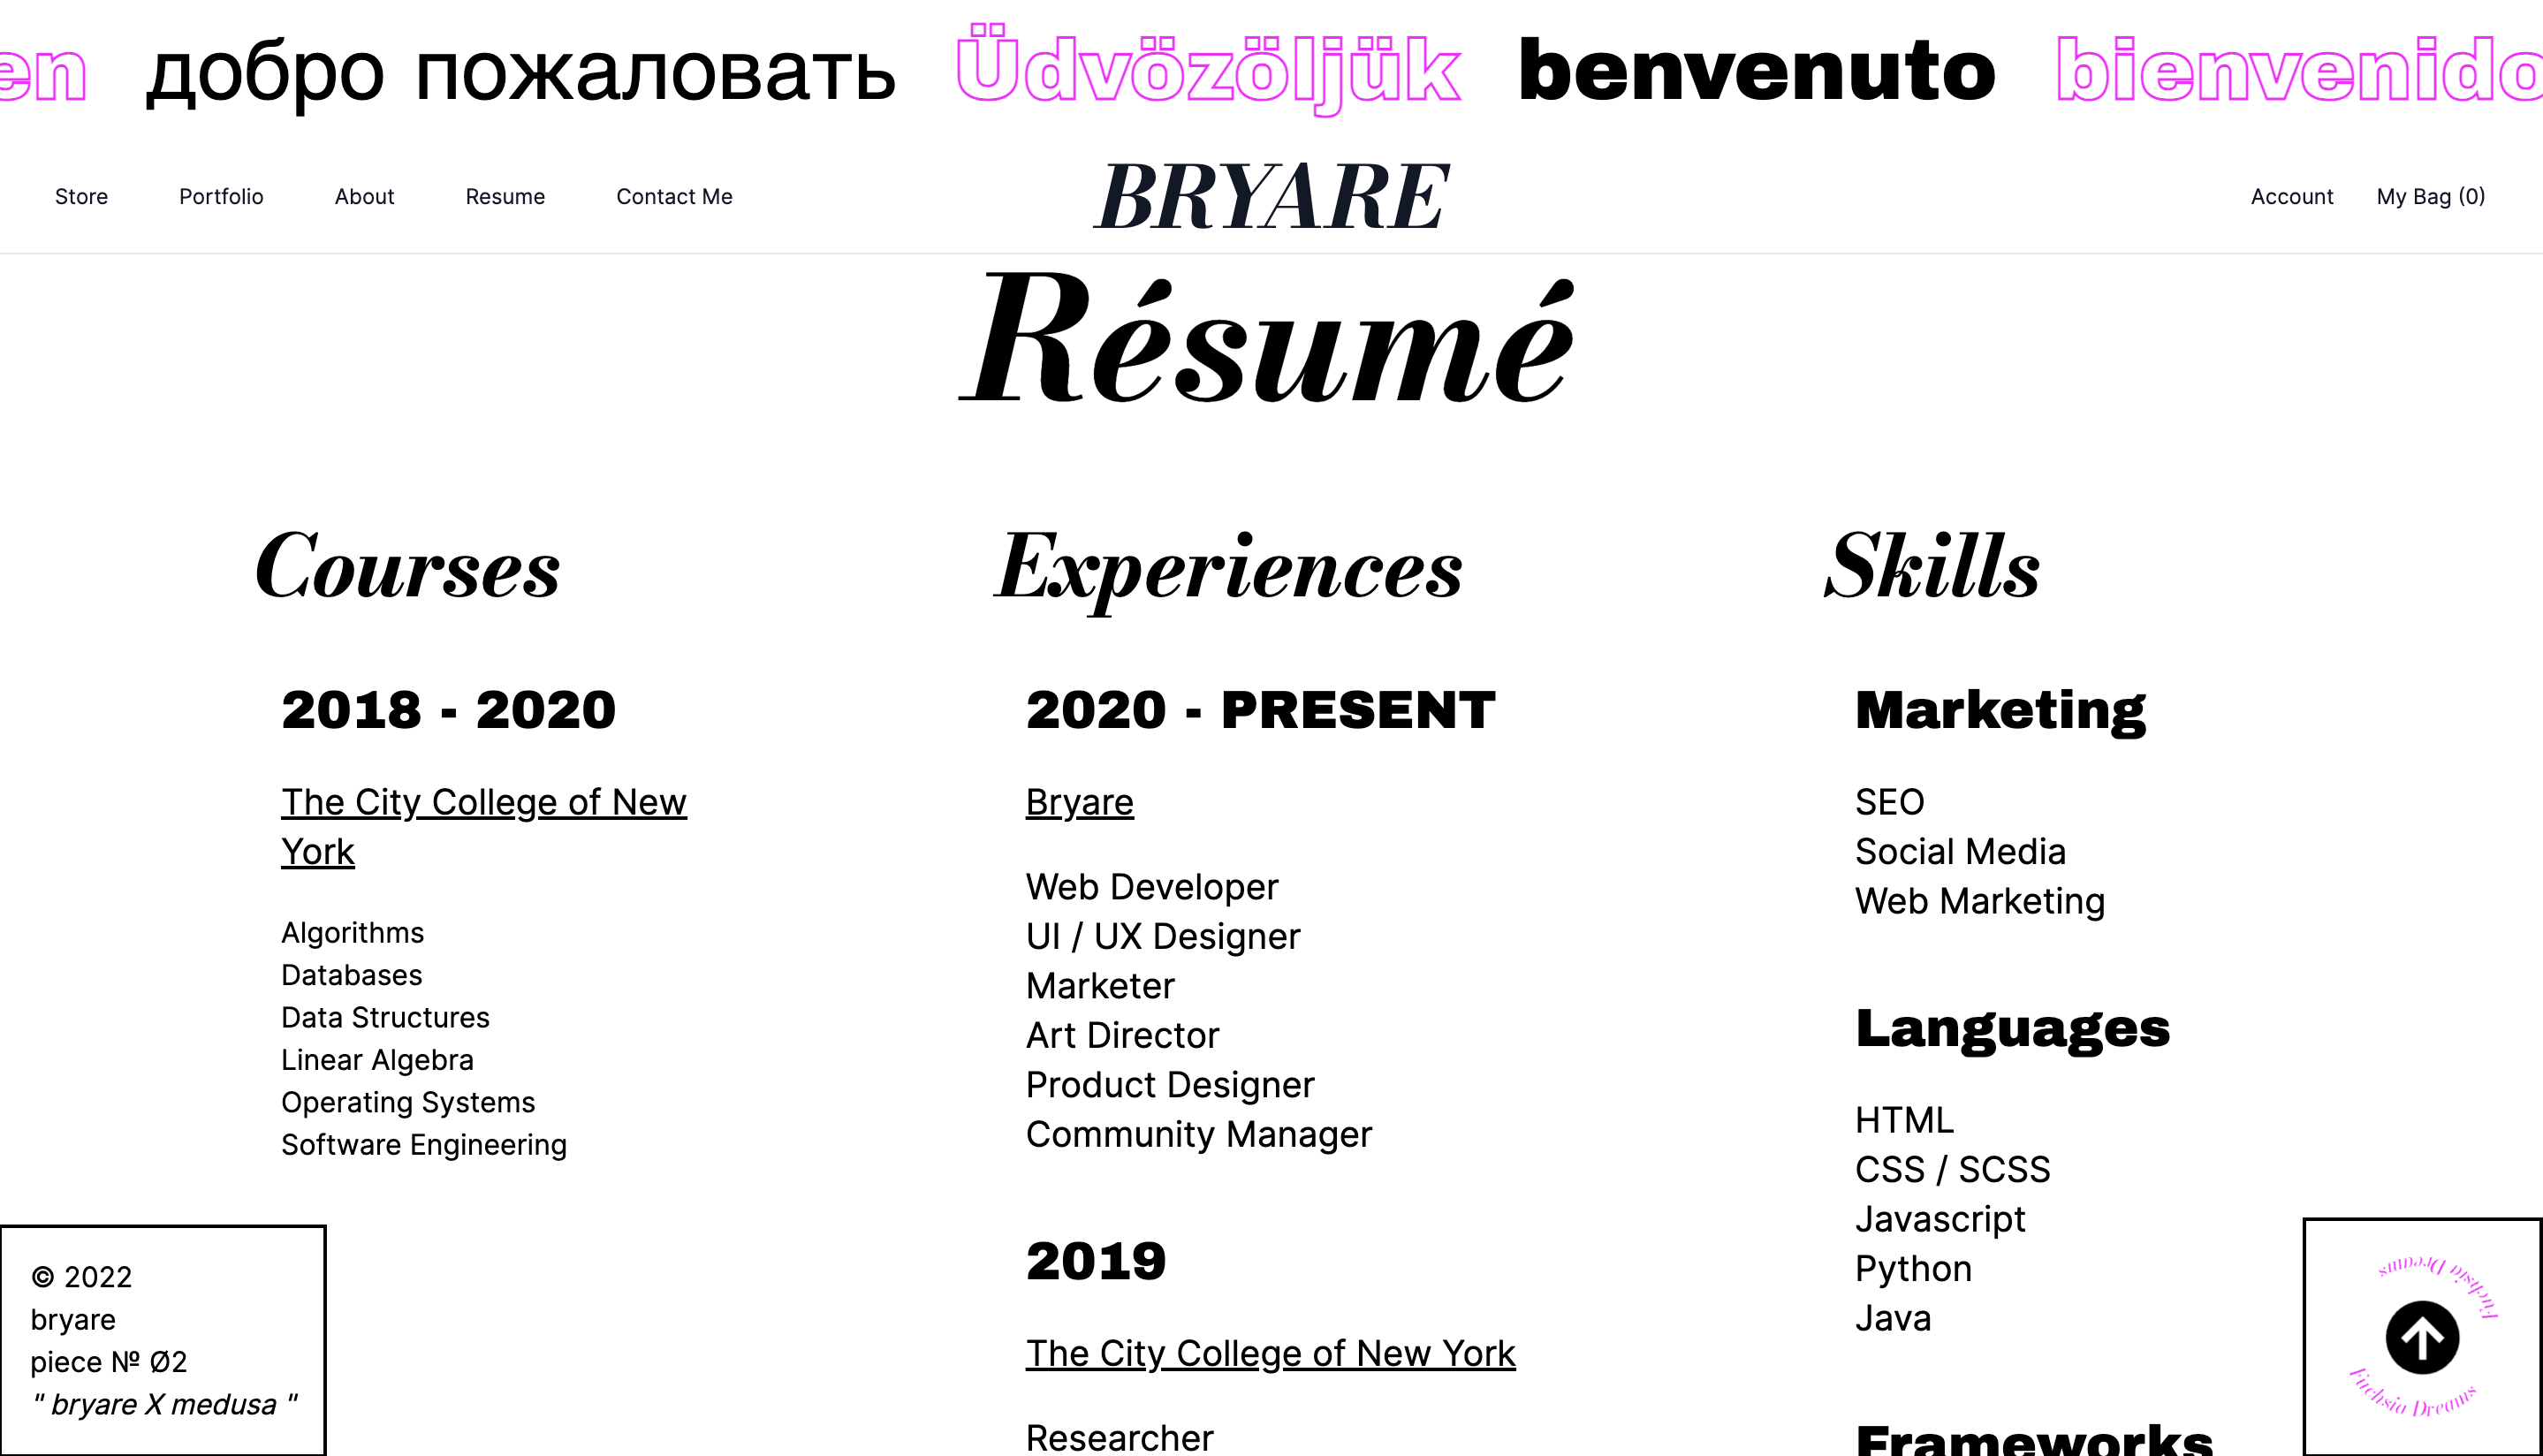 en добро пожаловать Üdvözöljük benvenuto bienvenido
Store Portfolio About Resume Contact Me BRYARE Account My Bag (0)
Résumé
Courses
2018 - 2020
The City College of New
York
Algorithms
Databases
Data Structures
Linear Algebra
Operating Systems
Software Engineering
Experiences
2020 - PRESENT
Bryare
Web Developer
UI / UX Designer
Marketer
Art Director
Product Designer
Community Manager
2019
The City College of New York
Researcher
Skills
Marketing
SEO
Social Media
Web Marketing
Languages
HTML
CSS / SCSS
Javascript
Python
Java
Frameworks
© 2022
bryare
piece № Ø2
" bryare X medusa "
Fuchsia Dreams
Fuchsia Dreams